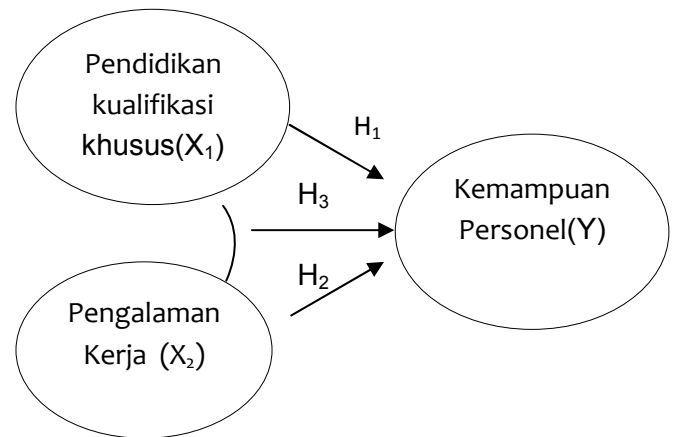 Pendidikan
kualifikasi
khusus(X₁)
H₁
Kemampuan
Personel(Y)
H₃
H₂
Pengalaman
Kerja (X₂)